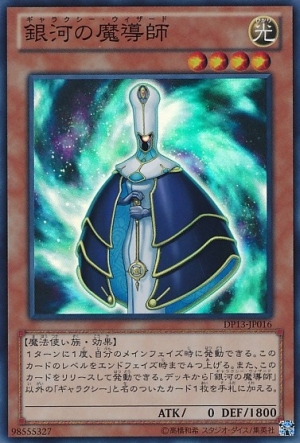 ギャラクシー・ウィザード
銀河の魔導師
ひかり
光
DP13-JP016
【魔法使い族・効果】
1ターンに1度、自分のメインフェイズ時に発動できる。この
カードのレベルをエンドフェイズ時まで4つ上げる。また、この
カードをリリースして発動できる。デッキから「銀河の魔導師」
以外の「ギャラクシー」と名のついたカード1枚を手札に加える。
ATK/ 0 DEF/1800
98555327
©高橋和希 スタジオ・ダイス/集英社